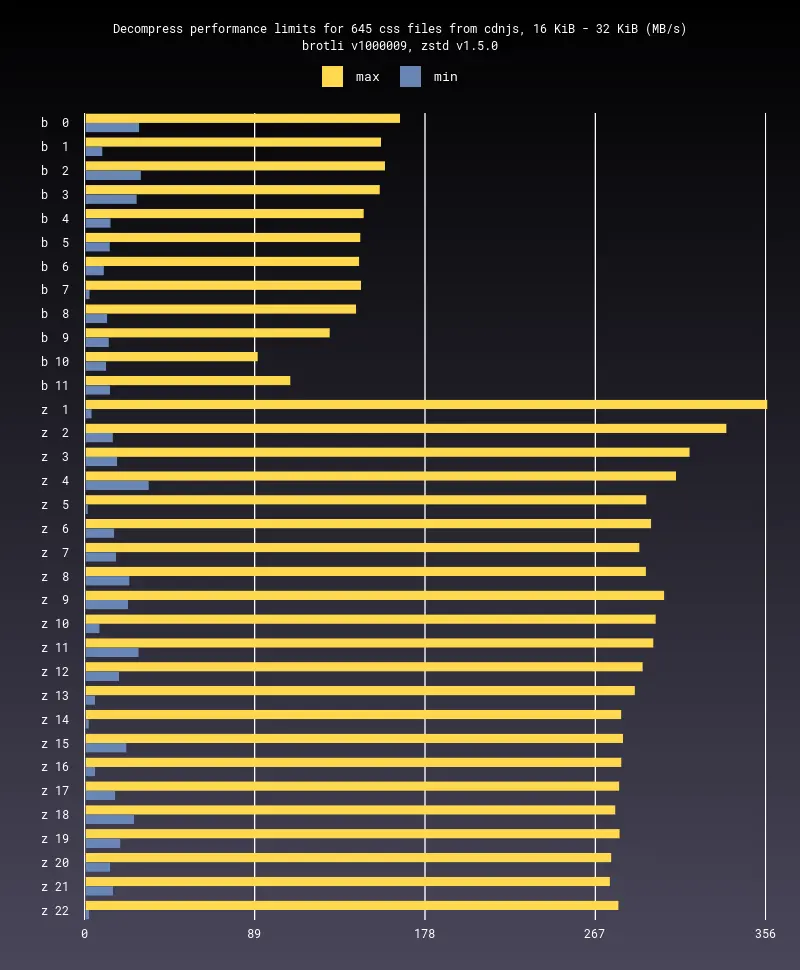 Decompress performance limits for 645 css files from cdnjs, 16 KiB - 32 KiB (MB/s)
brotli v1000009, zstd v1.5.0
max min
b 0
b 1
b 2
b 3
b 4
b 5
b 6
b 7
b 8
b 9
b 10
b 11
z 1
z 2
z 3
z 4
z 5
z 6
z 7
z 8
z 9
z 10
z 11
z 12
z 13
z 14
z 15
z 16
z 17
z 18
z 19
z 20
z 21
z 22
0 89 178 267 356